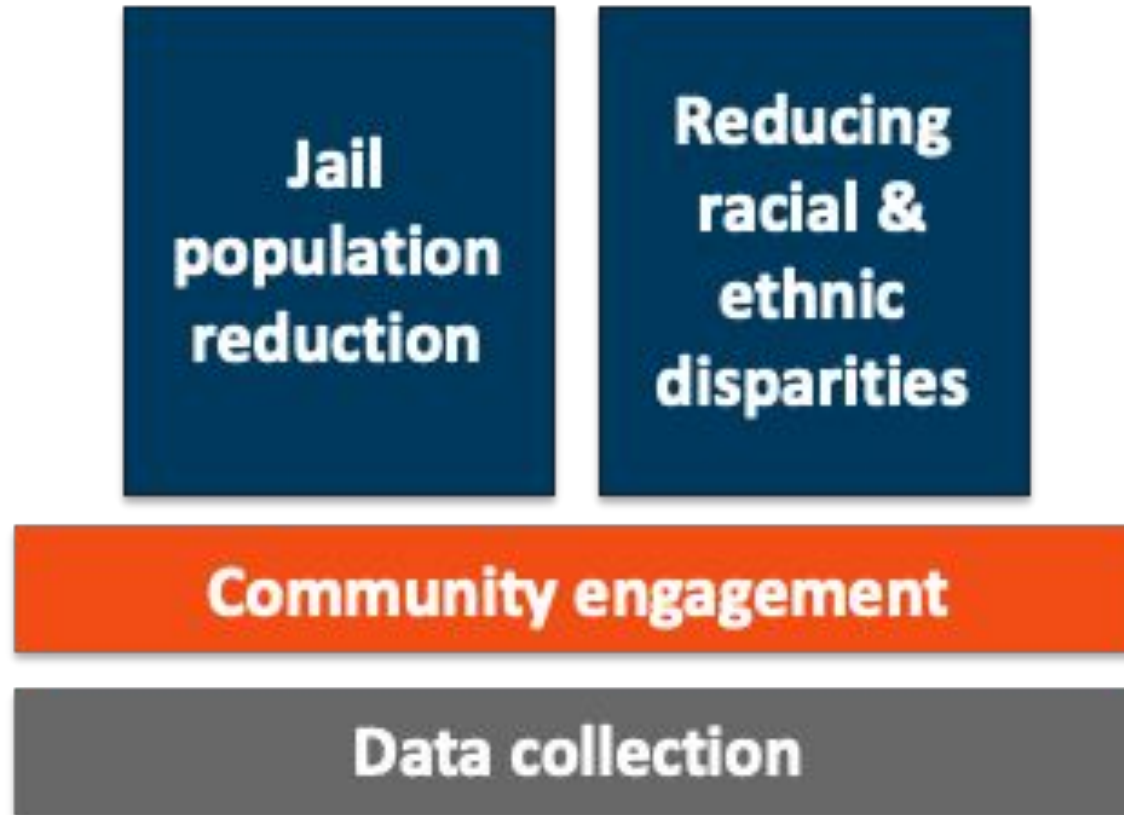 Jail
population
reduction
Reducing
racial &
ethnic
disparities
Community engagement
Data collection